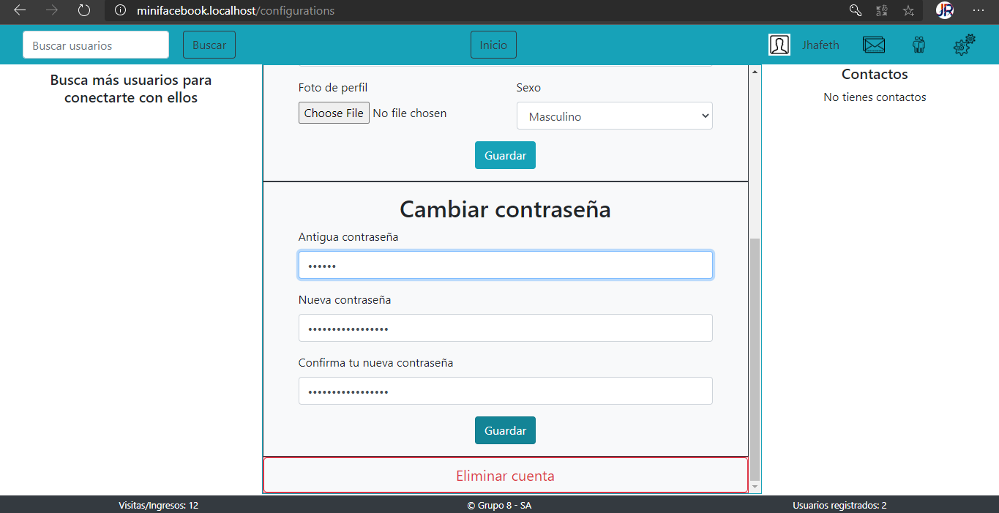 minifacebook.localhost/configurations
JR
Buscar usuarios
Buscar
Inicio
Jhafeth
Busca más usuarios para
conectarte con ellos
Foto de perfil
Sexo
Choose File No file chosen
Masculino
Guardar
Cambiar contraseña
Antigua contraseña
••••••
Nueva contraseña
•••••••••••••••••
Confirma tu nueva contraseña
•••••••••••••••••
Guardar
Eliminar cuenta
Contactos
No tienes contactos
Visitas/Ingresos: 12
© Grupo 8 - SA
Usuarios registrados: 2